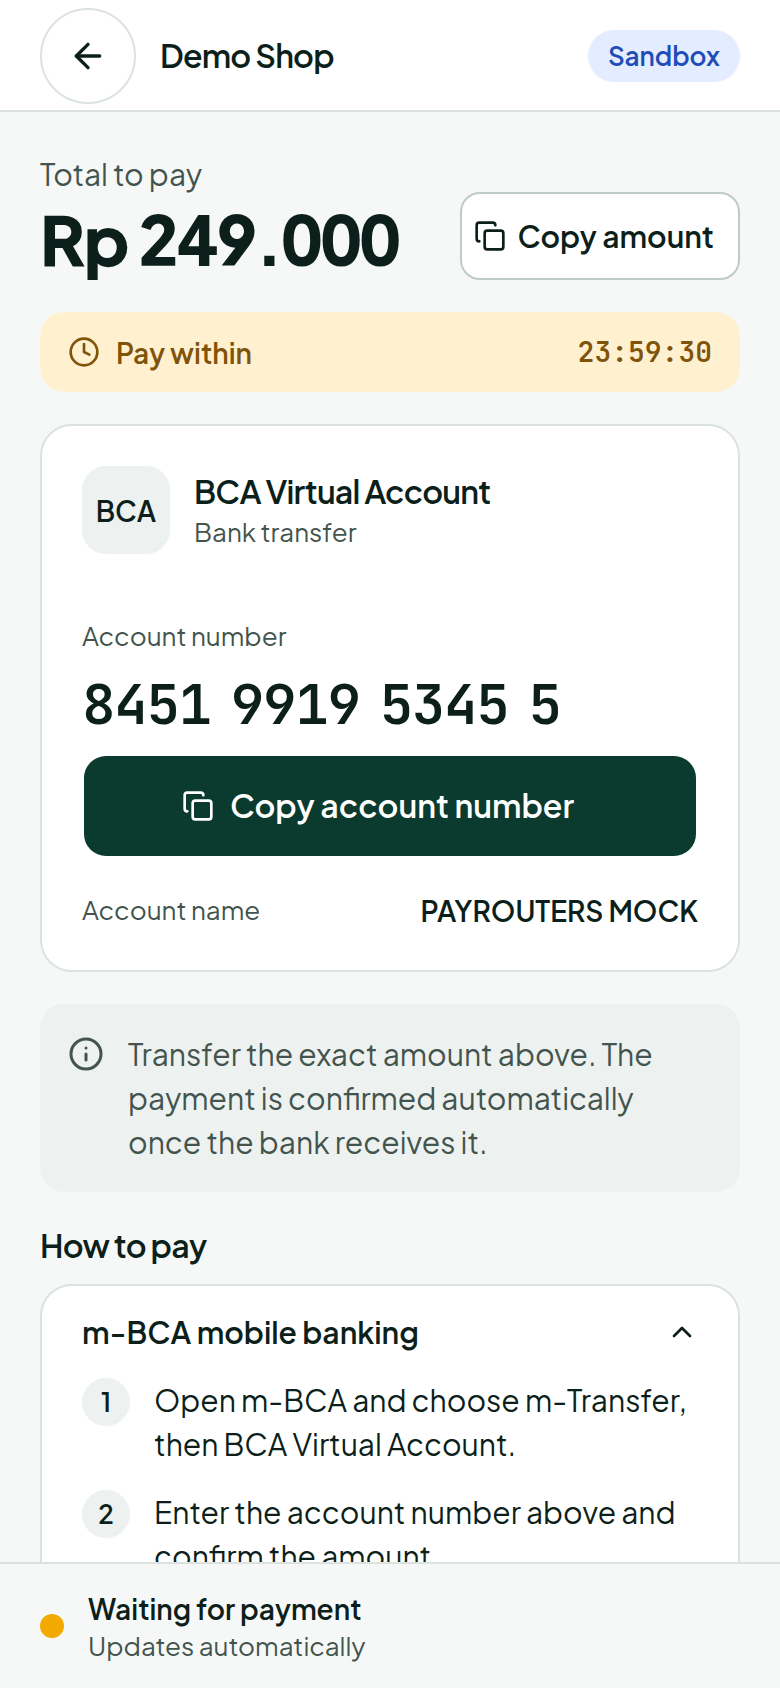 Demo Shop
Sandbox
Total to pay
Rp 249.000
Copy amount
Pay within
23:59:30
BCA
BCA Virtual Account
Bank transfer
Account number
8451 9919 5345 5
Copy account number
Account name
PAYROUTERS MOCK
Transfer the exact amount above. The
payment is confirmed automatically
once the bank receives it.
How to pay
m-BCA mobile banking
1
Open m-BCA and choose m-Transfer,
then BCA Virtual Account.
2
Enter the account number above and
confirm the amount
Waiting for payment
Updates automatically